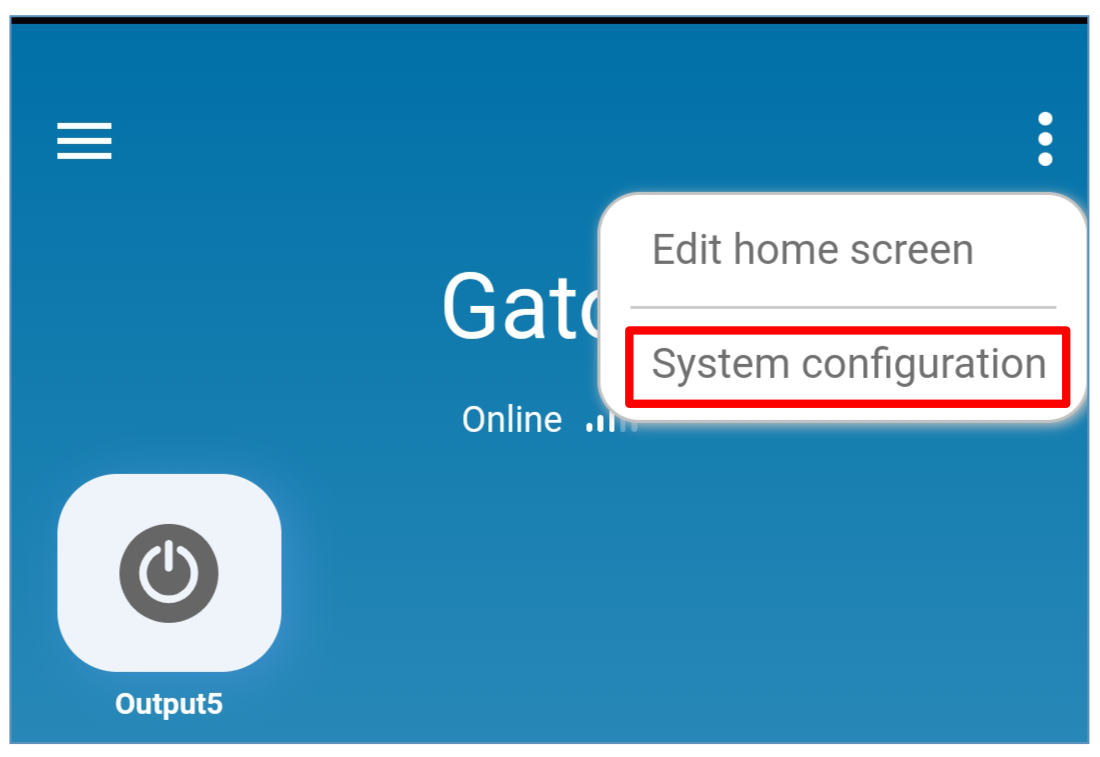 Edit home screen
System configuration
Online
Output5